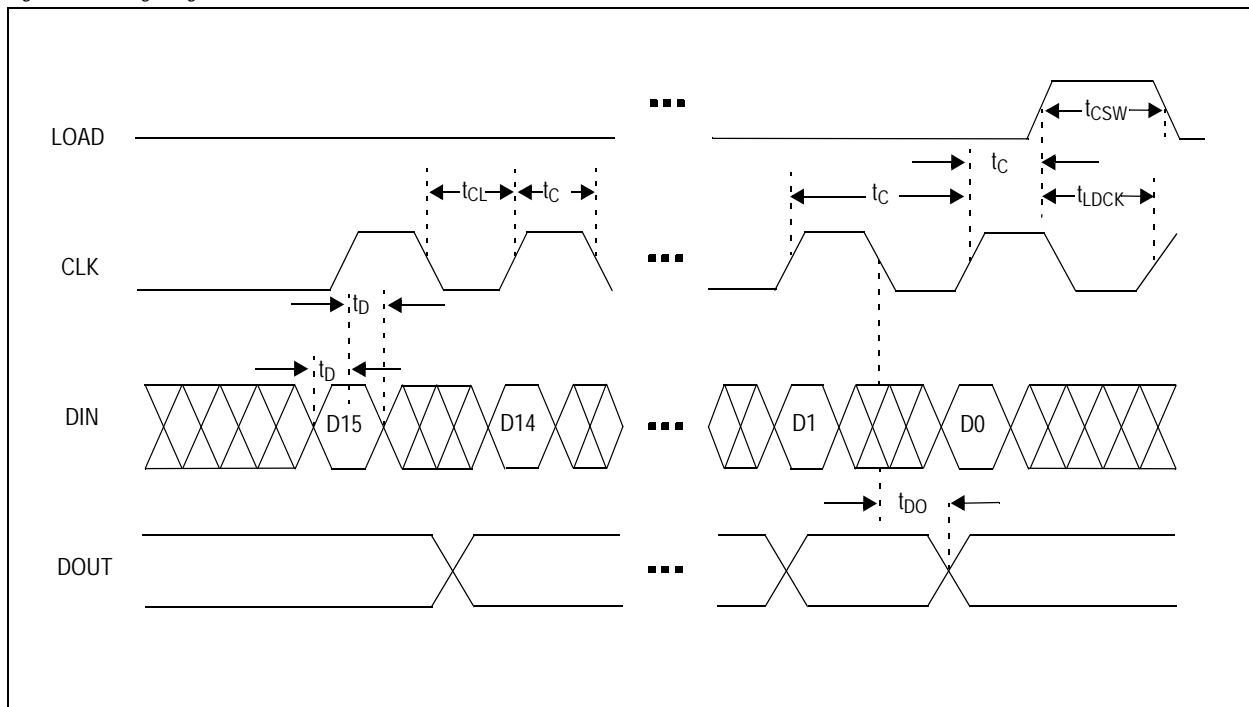 LOAD
tCSW
tC
tCL
tC
tC
tLDCK
CLK
tD
tD
DIN
D15
D14
D1
D0
tDO
DOUT